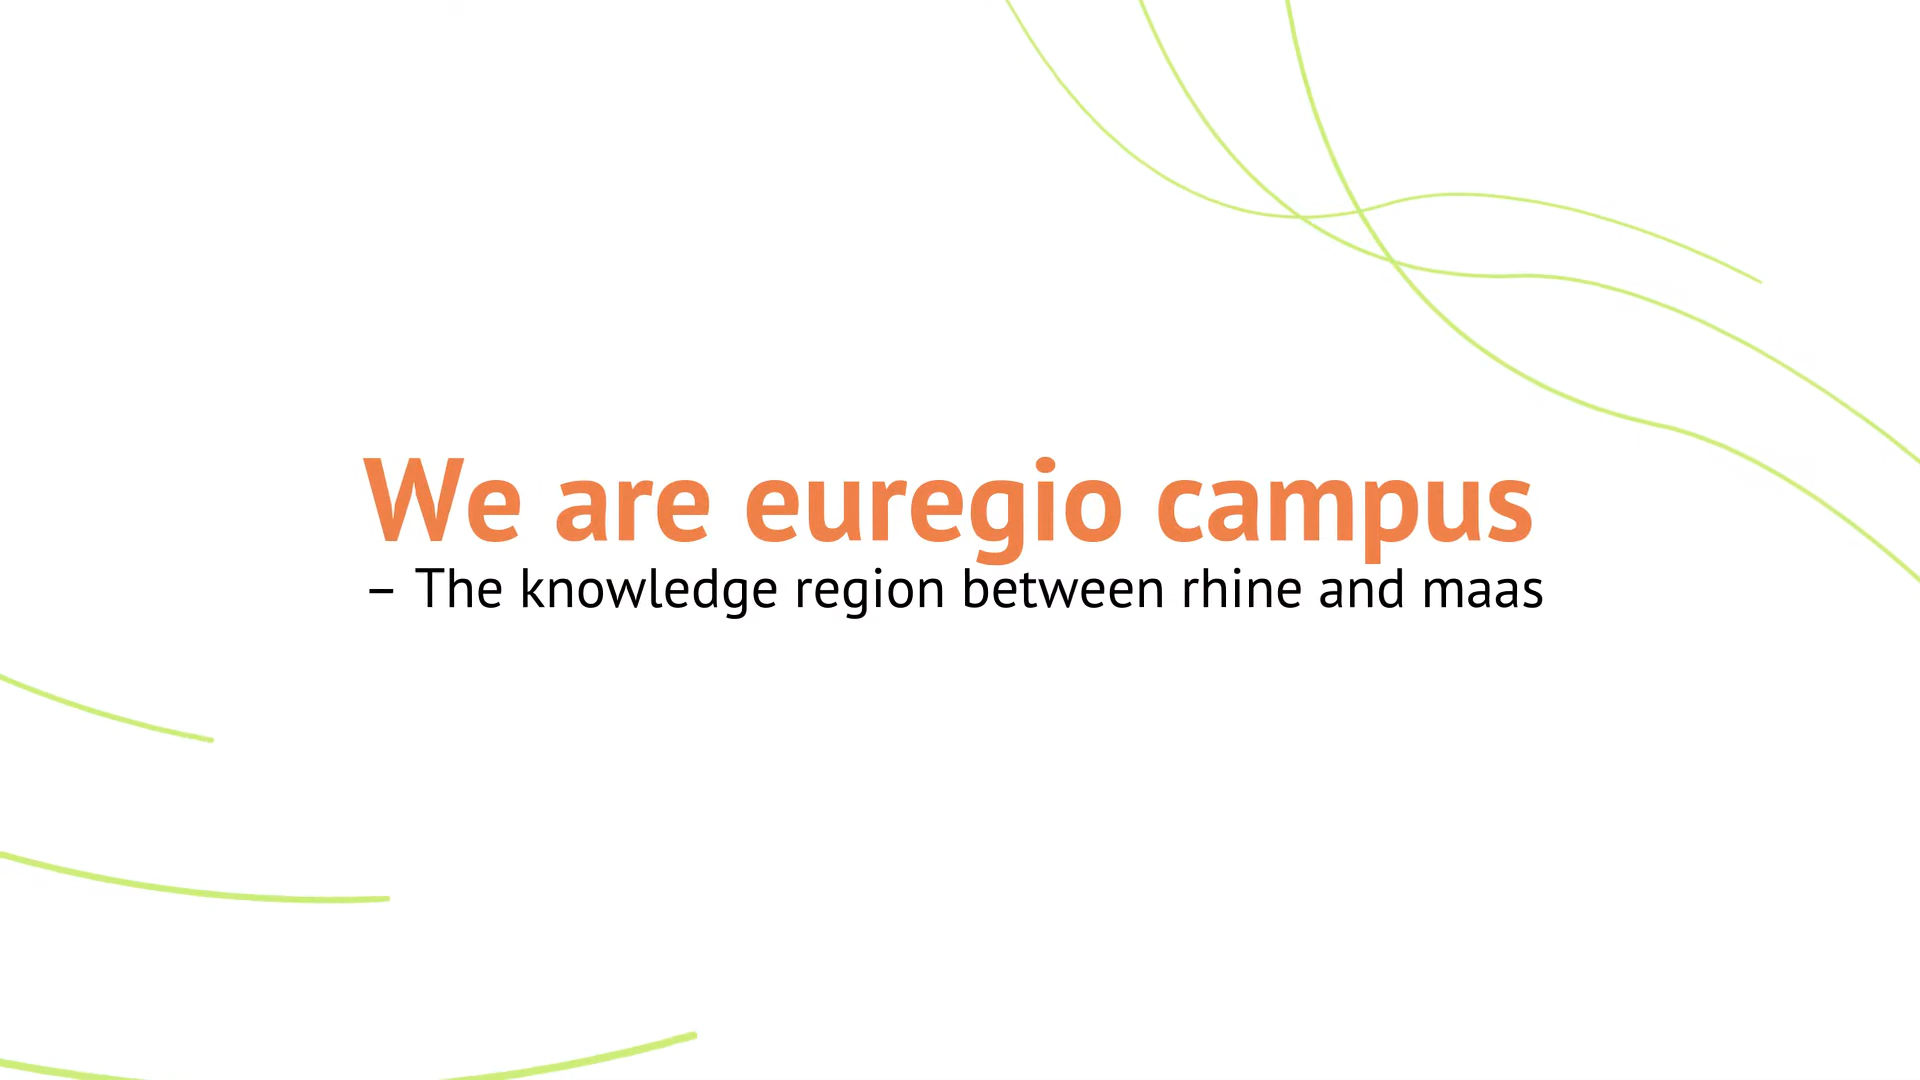 We are euregio campus
– The knowledge region between rhine and maas